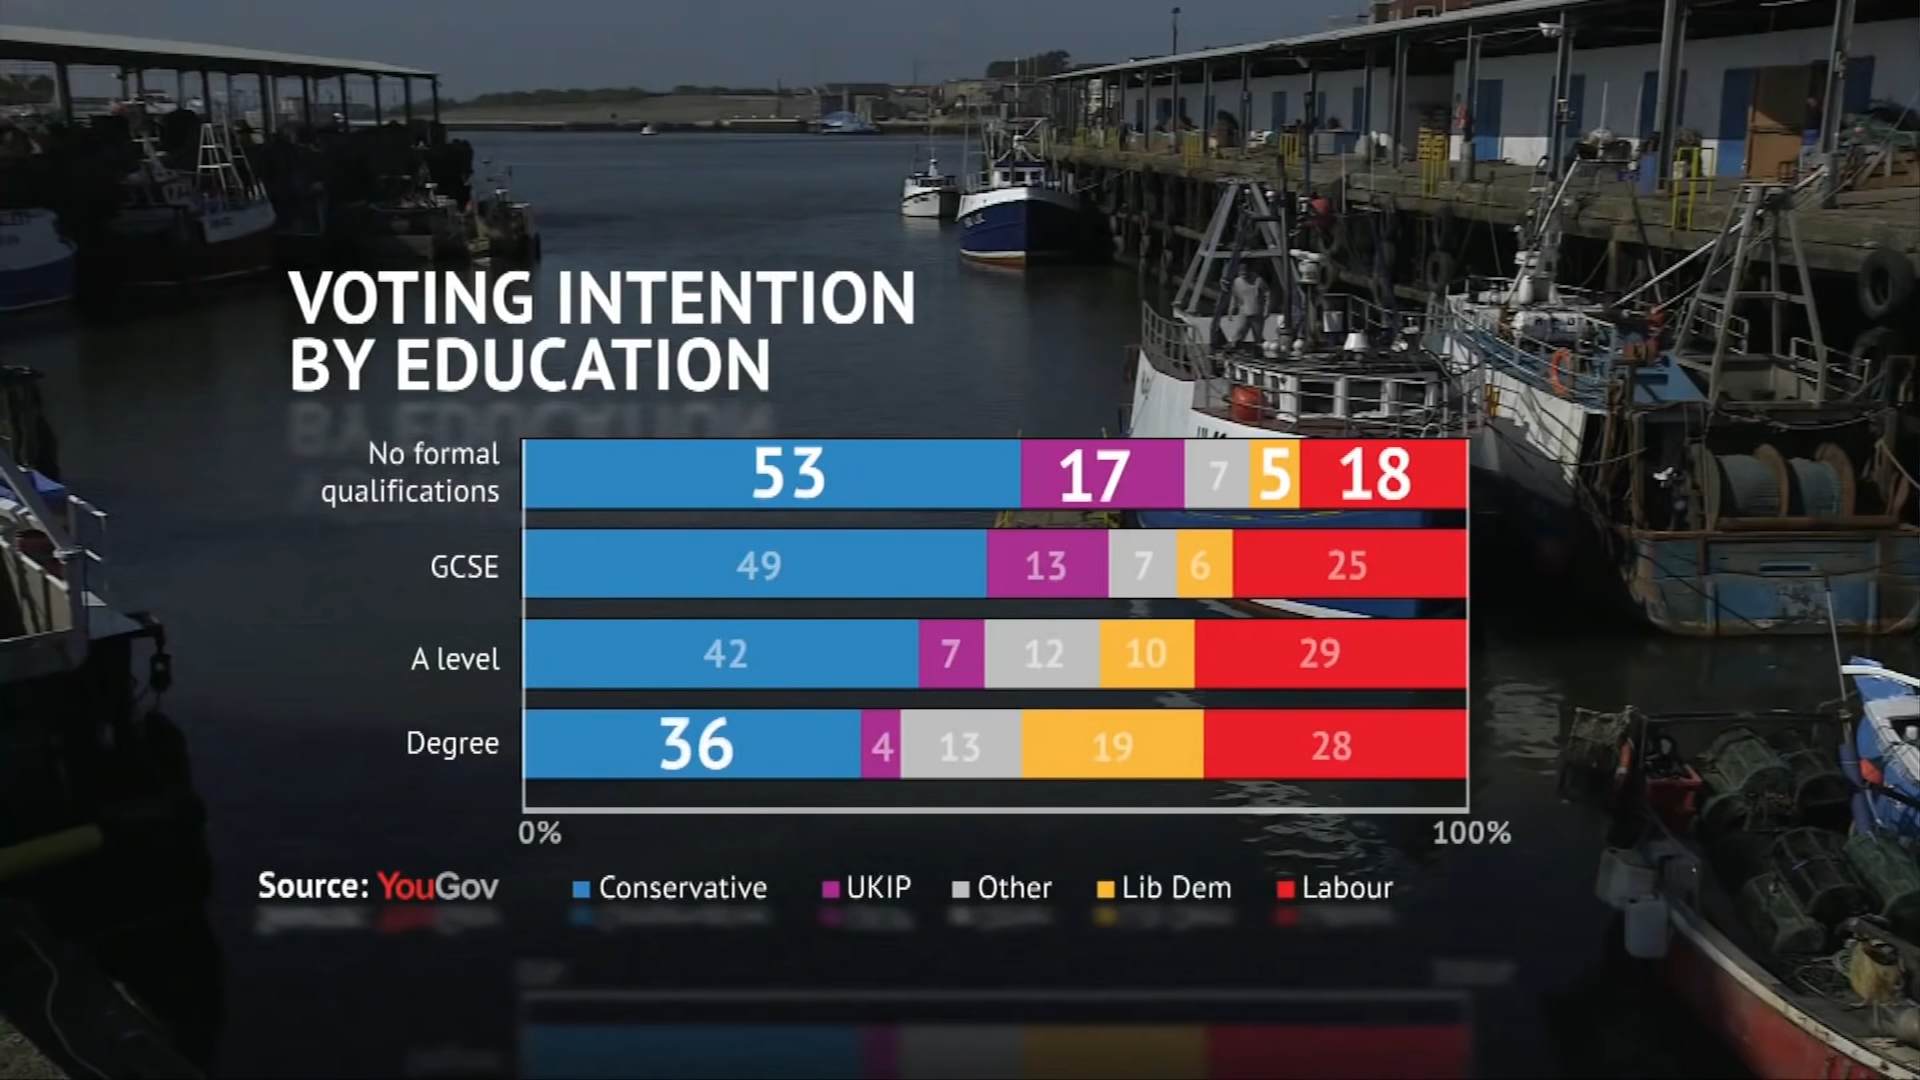 VOTING INTENTION
BY EDUCATION
No formal
qualifications
53 17 7 5 18
GCSE 49 13 7 6 25
A level 42 7 12 10 29
Degree 36 4 13 19 28
0% 100%
Source: YouGov Conservative UKIP Other Lib Dem Labour